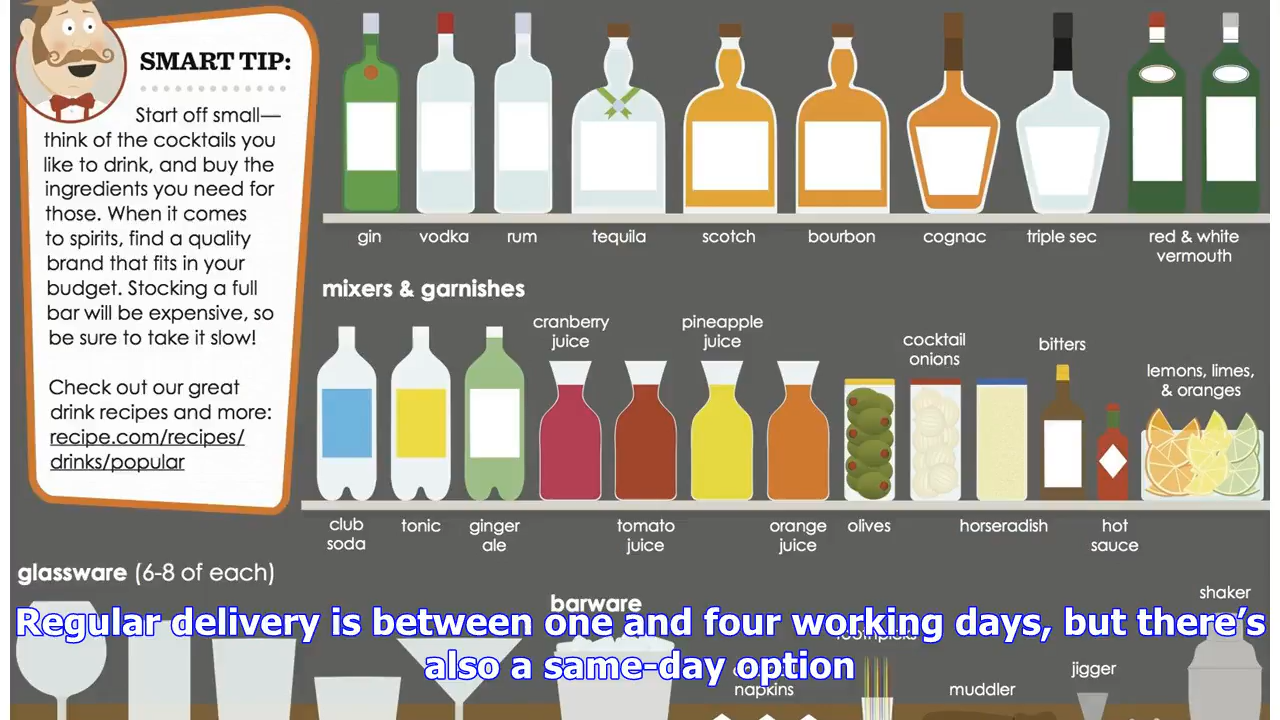 SMART TIP:
Start off small—
think of the cocktails you
like to drink, and buy the
ingredients you need for
those. When it comes
to spirits, find a quality
brand that fits in your
budget. Stocking a full
bar will be expensive, so
be sure to take it slow!
Check out our great
drink recipes and more:
recipe.com/recipes/
drinks/popular
gin
vodka
rum
tequila
scotch
bourbon
cognac
triple sec
red & white
vermouth
mixers & garnishes
cranberry
juice
pineapple
juice
cocktail
onions
bitters
lemons, limes,
& oranges
club
soda
tonic
ginger
ale
tomato
juice
orange
juice
olives
horseradish
hot
sauce
glassware (6-8 of each)
barware
shaker
toothpicks
napkins
muddler
jigger
Regular delivery is between one and four working days, but there’s
also a same-day option